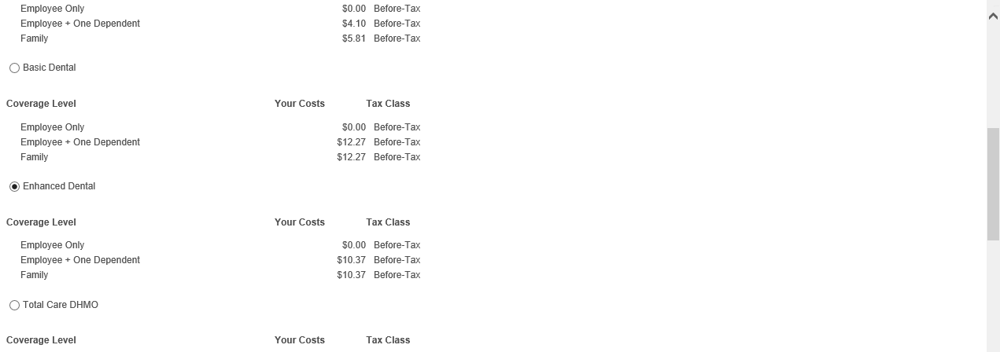 Employee Only $0.00 Before-Tax
Employee + One Dependent $4.10 Before-Tax
Family $5.81 Before-Tax
Basic Dental
Coverage Level Your Costs Tax Class
Employee Only $0.00 Before-Tax
Employee + One Dependent $12.27 Before-Tax
Family $12.27 Before-Tax
Enhanced Dental
Coverage Level Your Costs Tax Class
Employee Only $0.00 Before-Tax
Employee + One Dependent $10.37 Before-Tax
Family $10.37 Before-Tax
Total Care DHMO
Coverage Level Your Costs Tax Class